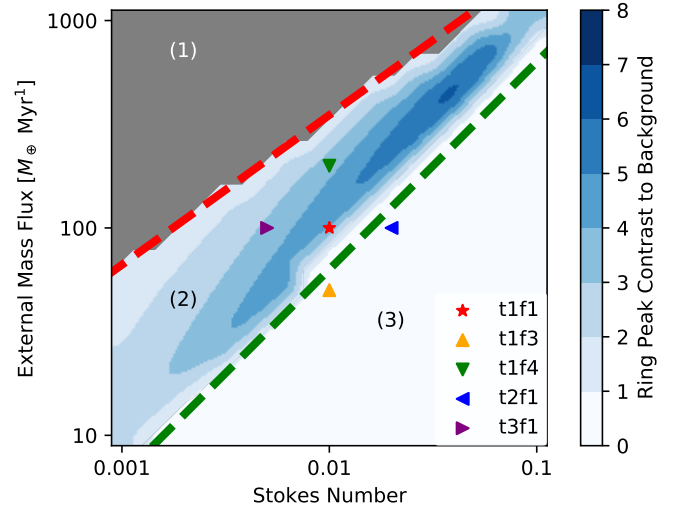 1000
100
10
0.001
0.01
0.1
Stokes Number
External Mass Flux [M⊕ Myr¹]
(1)
(2)
(3)
t1f1
t1f3
t1f4
t2f1
t3f1
8
7
6
5
4
3
2
1
0
Ring Peak Contrast to Background